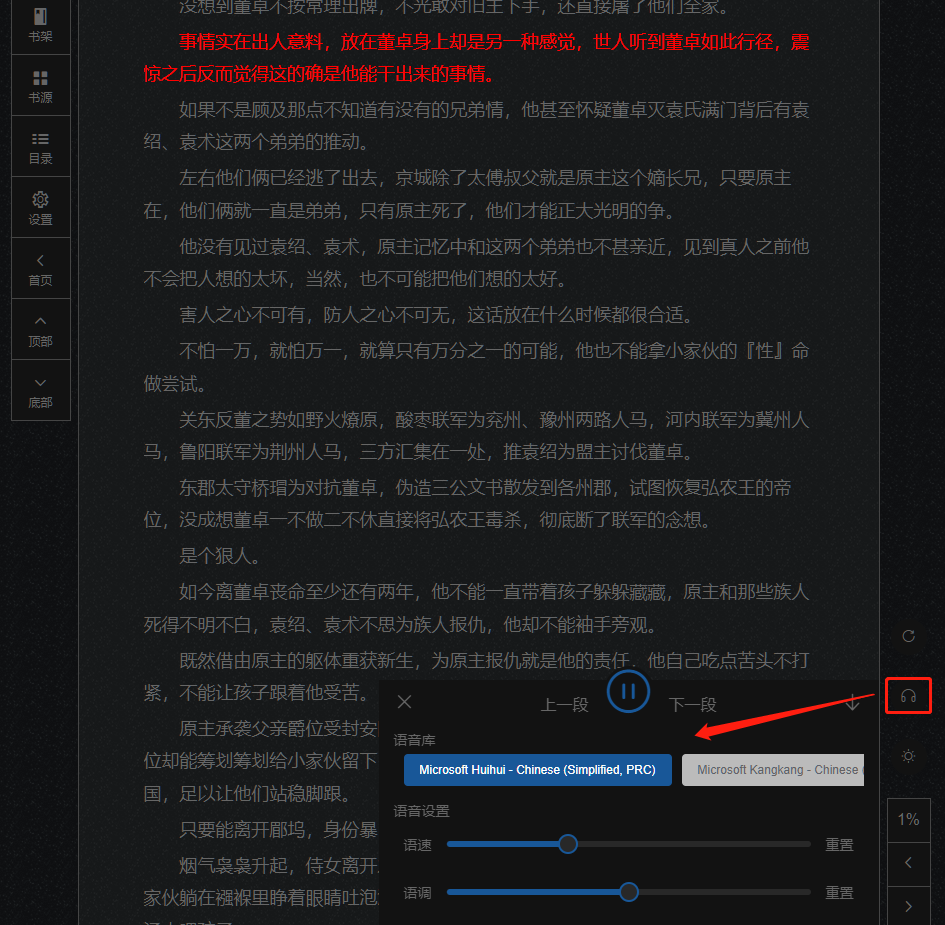 书架
书源
目录
设置
首页
顶部
底部
没想到董卓不按常理出牌，不光敢对旧主下手，还直接屠了他们全家。
事情实在出人意料，放在董卓身上却是另一种感觉，世人听到董卓如此行径，震
惊之后反而觉得这的确是他能干出来的事情。
如果不是顾及那点不知道有没有的兄弟情，他甚至怀疑董卓灭袁氏满门背后有袁
绍、袁术这两个弟弟的推动。
左右他们俩已经逃了出去，京城除了太傅叔父就是原主这个嫡长兄，只要原主
在，他们俩就一直是弟弟，只有原主死了，他们才能正大光明的争。
他没有见过袁绍、袁术，原主记忆中和这两个弟弟也不甚亲近，见到真人之前他
不会把人想的太坏，当然，也不可能把他们想的太好。
害人之心不可有，防人之心不可无，这话放在什么时候都很合适。
不怕一万，就怕万一，就算只有万分之一的可能，他也不能拿小家伙的『性』命
做尝试。
关东反董之势如野火燎原，酸枣联军为兖州、豫州两路人马，河内联军为冀州人
马，鲁阳联军为荆州人马，三方汇集在一处，推袁绍为盟主讨伐董卓。
东郡太守桥瑁为对抗董卓，伪造三公文书散发到各州郡，试图恢复弘农王的帝
位，没成想董卓一不做二不休直接将弘农王毒杀，彻底断了联军的念想。
是个狠人。
如今离董卓丧命至少还有两年，他不能一直带着孩子躲躲藏藏，原主和那些族人
死得不明不白，袁绍、袁术不思为族人报仇，他却不能袖手旁观。
既然借由原主的躯体重获新生，为原主报仇就是他的责任，他自己吃点苦头不打
紧，不能让孩子跟着他受苦。
原主承袭父亲爵位受封安
位却能筹划筹划给小家伙留下
国，足以让他们站稳脚跟。
只要能离开郿坞，身份暴
烟气袅袅升起，侍女离开
家伙躺在襁褓里睁着眼睛吐泡
上一段
下一段
语音库
Microsoft Huihui - Chinese (Simplified, PRC)
Microsoft Kangkang - Chinese (
语音设置
语速
重置
语调
重置
1%